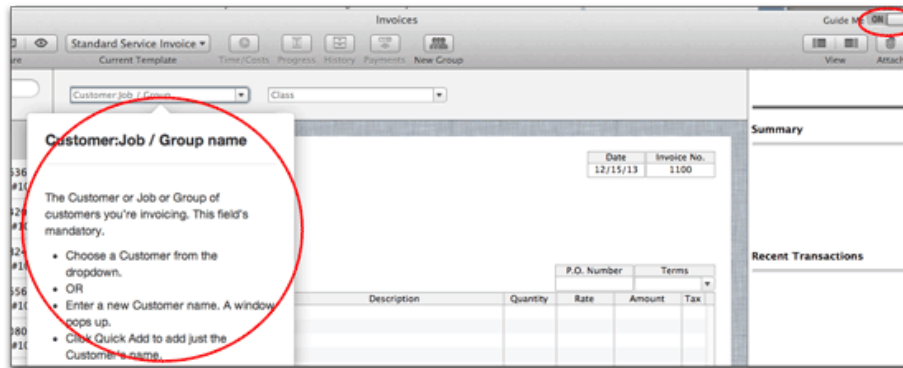 Invoices
Guide Me ON
Standard Service Invoice
Current Template Time/Costs Progress History Payments New Group View Attach
Customer:Job / Group Class
Customer:Job / Group name
The Customer or Job or Group of
customers you're invoicing. This field's
mandatory.
• Choose a Customer from the
dropdown.
• OR
• Enter a new Customer name. A window
pops up.
• Click Quick Add to add just the
Customer's name.
Date Invoice No.
12/15/13 1100
P.O. Number Terms
Description Quantity Rate Amount Tax
Summary
Recent Transactions